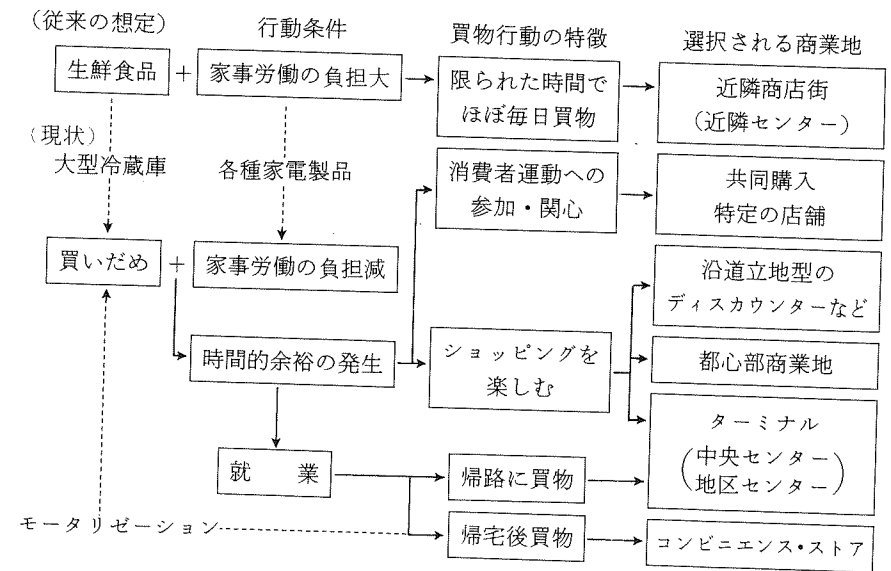 (従来の想定)
行動条件
買物行動の特徴
選択される商業地
生鮮食品
+
家事労働の負担大
限られた時間で
ほぼ毎日買物
近隣商店街
(近隣センター)
(現状)
大型冷蔵庫
各種家電製品
消費者運動への
参加・関心
共同購入
特定の店舗
買いだめ
+
家事労働の負担減
沿道立地型の
ディスカウンターなど
時間的余裕の発生
ショッピングを
楽しむ
都心部商業地
ターミナル
(中央センター)
(地区センター)
就 業
帰路に買物
モータリゼーション
帰宅後買物
コンビニエンス・ストア